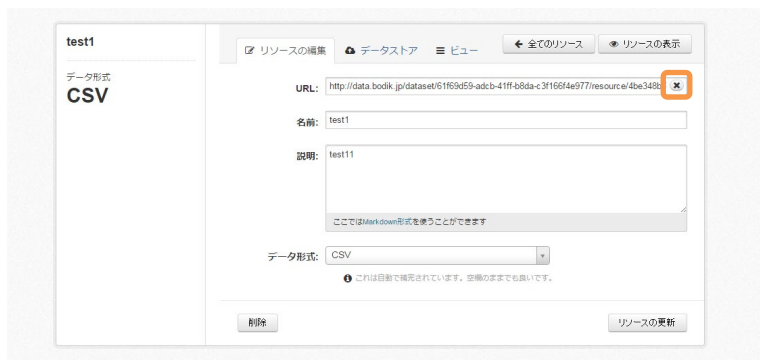 test1
データ形式
CSV
リソースの編集
データストア
ビュー
全てのリソース
リソースの表示
URL: http://data.bodik.jp/dataset/61f69d59-adcb-41ff-b8da-c3f166f4e977/resource/4be348b
名前: test1
説明: test11
ここではMarkdown形式を使うことができます
データ形式: CSV
これは自動で補完されています。空欄のままでも良いです。
削除
リソースの更新